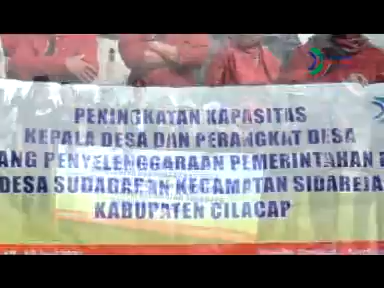 PENINGKATAN KAPASITAS
KEPALA DESA DAN PERANGKAT DESA
ANG PENYELENGGARAAN PEMERINTAHAN
DESA SUDAGARAN KECAMATAN SIDAREJA
KABUPATEN CILACAP